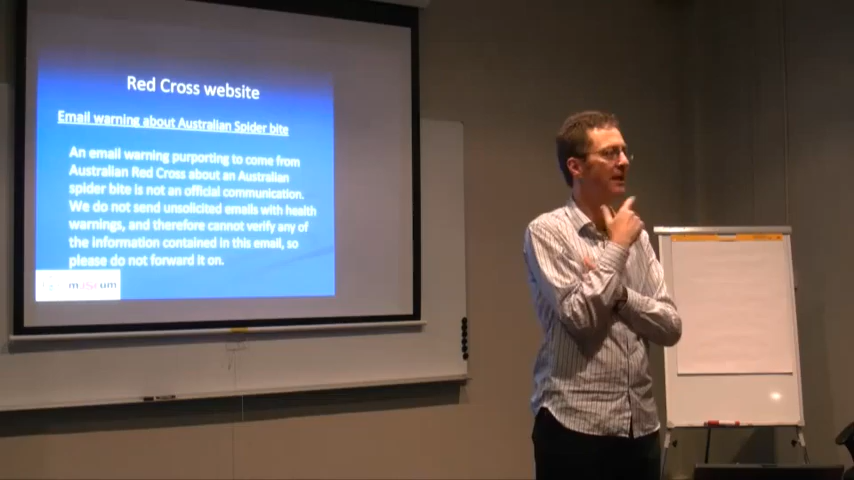 Red Cross website
Email warning about Australian Spider bite
An email warning purporting to come from
Australian Red Cross about an Australian
spider bite is not an official communication.
We do not send unsolicited emails with health
warnings, and therefore cannot verify any of
the information contained in this email, so
please do not forward it on.